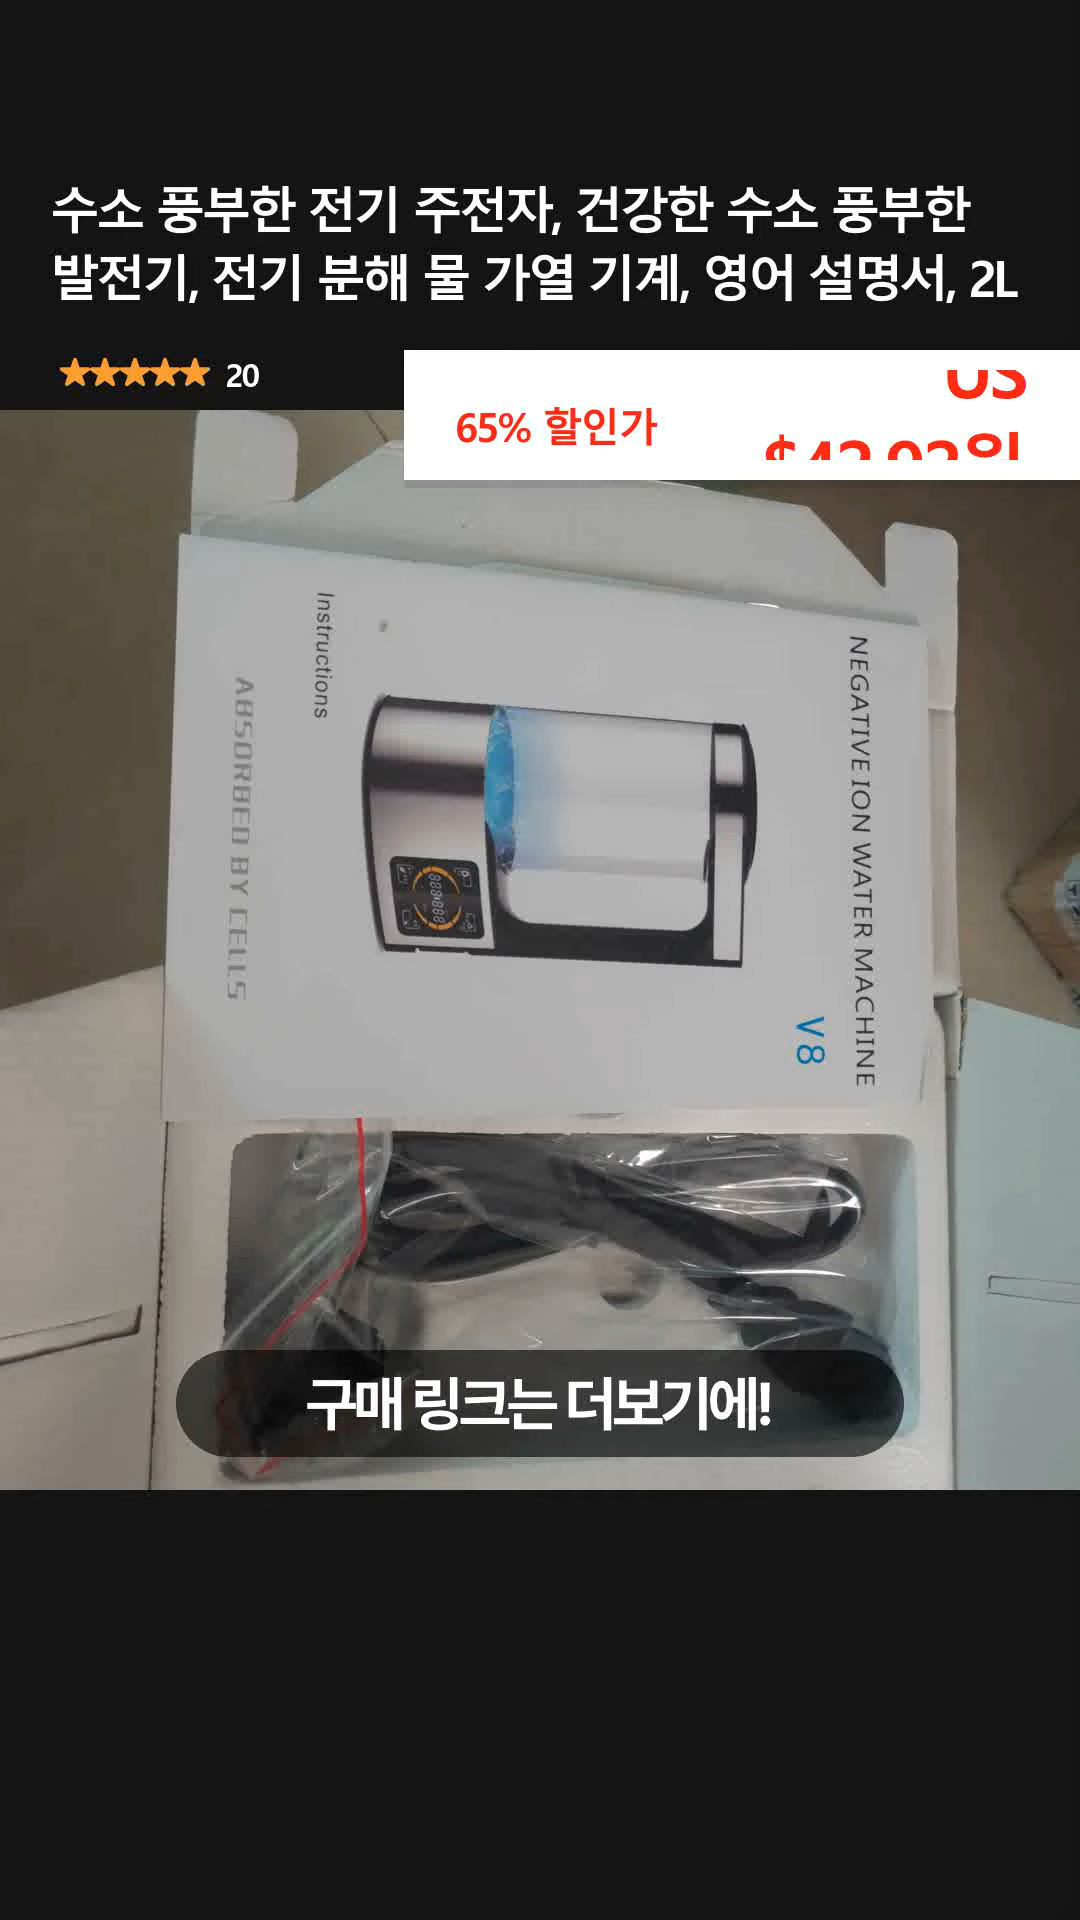 수소 풍부한 전기 주전자, 건강한 수소 풍부한
발전기, 전기 분해 물 가열 기계, 영어 설명서, 2L
20
65% 할인가
US
NEGATIVE ION WATER MACHINE
V8
Instructions
ABSORBED BY CELLS
구매 링크는 더보기에!